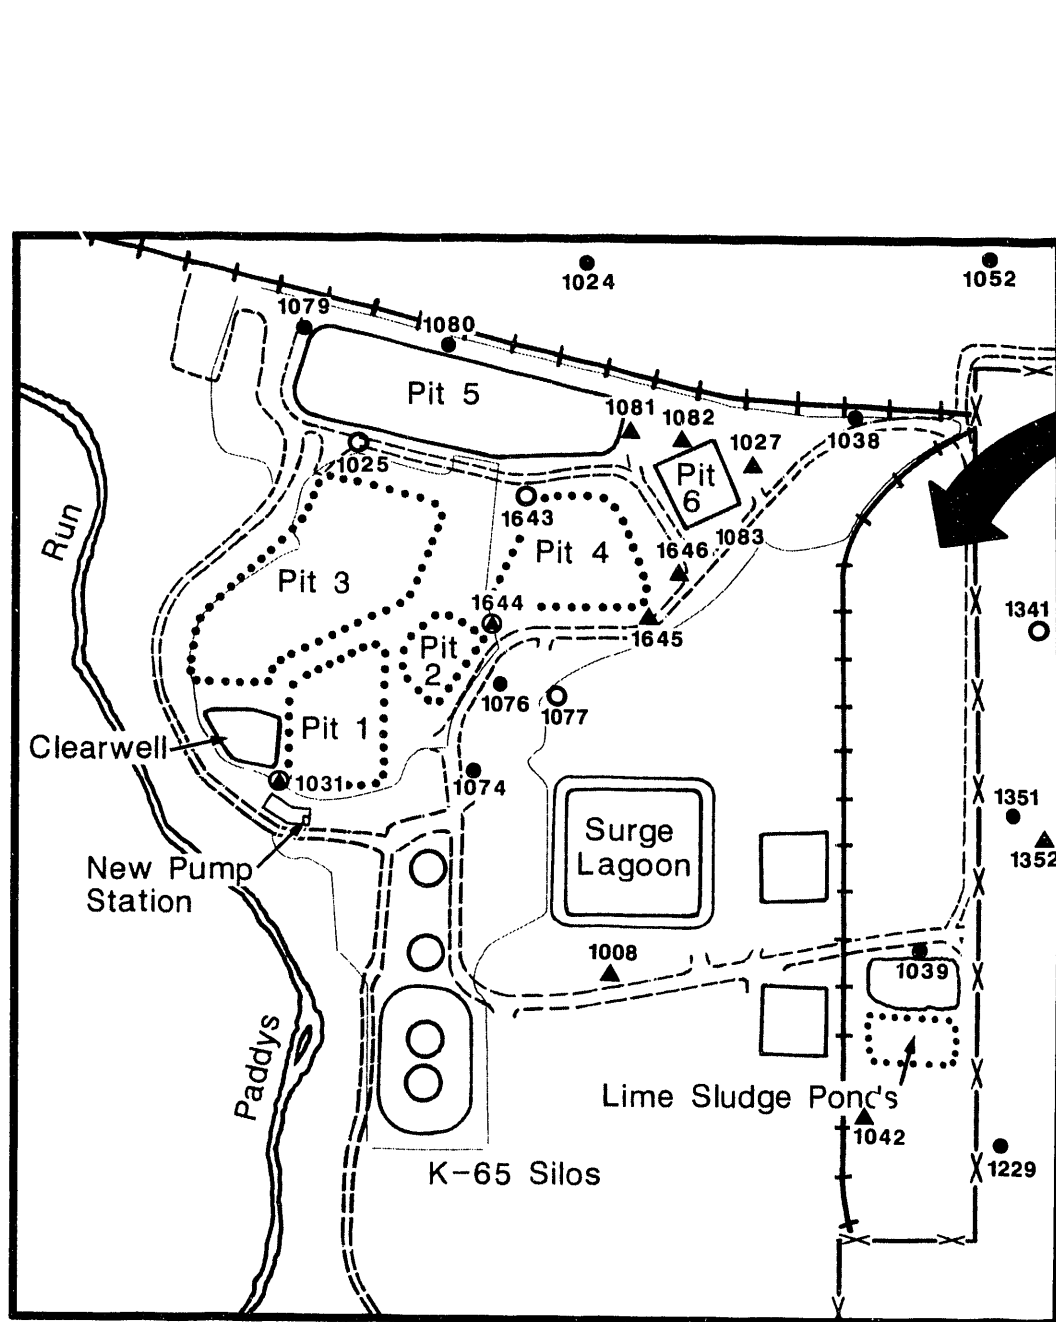 1024
1052
1079
1080
Pit 5
1081
1082
1027
1038
1025
Pit
6
1643
1083
Pit 4
1646
Run
Pit 3
1644
1341
1645
Pit
2
1076
1077
Pit 1
Clearwell
1031
1074
1351
1352
Surge
Lagoon
New Pump
Station
1008
1039
Paddys
Lime Sludge Ponds
1042
1229
K-65 Silos